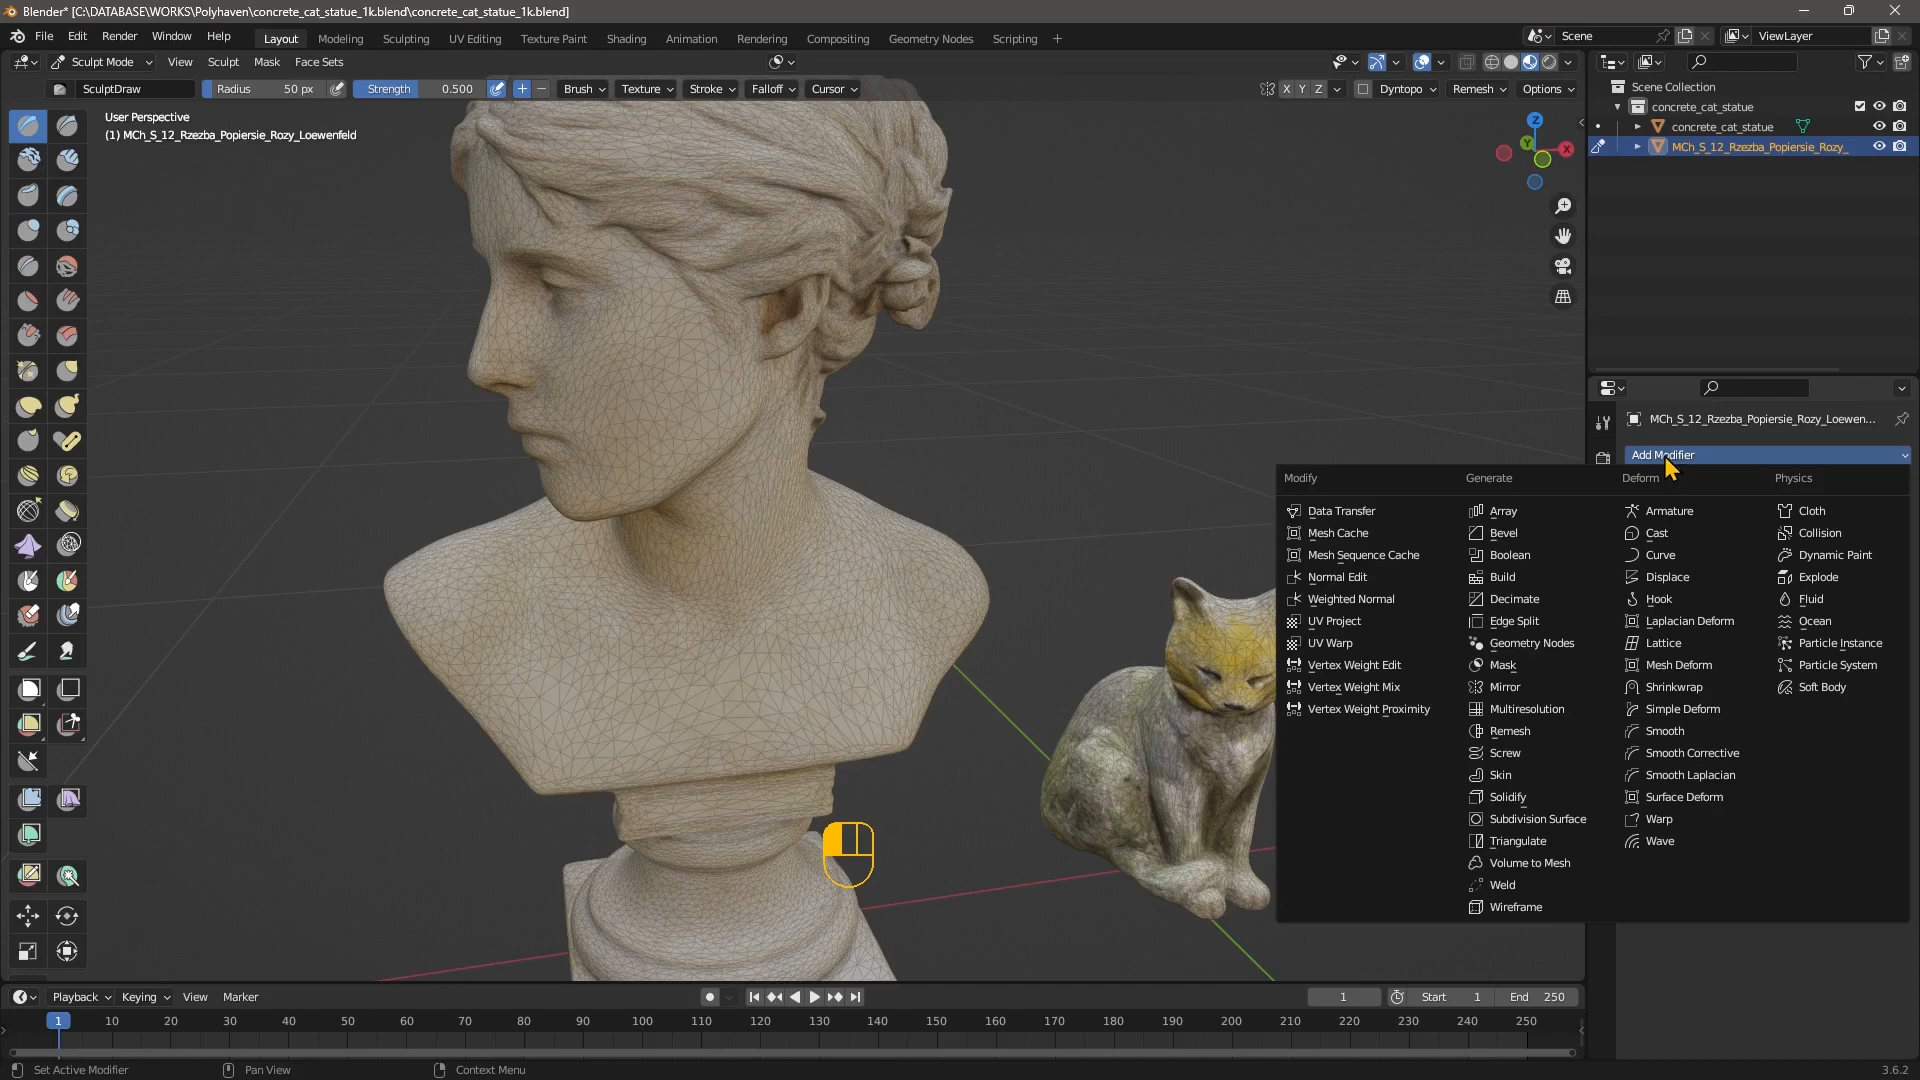 Blender* [C:\DATABASE\WORKS\Polyhaven\concrete_cat_statue_1k.blend\concrete_cat_statue_1k.blend]
File Edit Render Window Help Layout Modeling Sculpting UV Editing Texture Paint Shading Animation Rendering Compositing Geometry Nodes Scripting + Scene ViewLayer
Sculpt Mode View Sculpt Mask Face Sets
SculptDraw Radius 50 px Strength 0.500 Brush Texture Stroke Falloff Cursor X Y Z Dyntopo Remesh Options
User Perspective
(1) MCh_S_12_Rzezba_Popiersie_Rozy_Loewenfeld
Z
Y
X
Scene Collection
concrete_cat_statue
concrete_cat_statue
MCh_S_12_Rzezba_Popiersie_Rozy_
MCh_S_12_Rzezba_Popiersie_Rozy_Loewen...
Add Modifier
Modify Generate Deform Physics
Data Transfer Array Armature Cloth
Mesh Cache Bevel Cast Collision
Mesh Sequence Cache Boolean Curve Dynamic Paint
Normal Edit Build Displace Explode
Weighted Normal Decimate Hook Fluid
UV Project Edge Split Laplacian Deform Ocean
UV Warp Geometry Nodes Lattice Particle Instance
Vertex Weight Edit Mask Mesh Deform Particle System
Vertex Weight Mix Mirror Shrinkwrap Soft Body
Vertex Weight Proximity Multiresolution Simple Deform
Remesh Smooth
Screw Smooth Corrective
Skin Smooth Laplacian
Solidify Surface Deform
Subdivision Surface Warp
Triangulate Wave
Volume to Mesh
Weld
Wireframe
Playback Keying View Marker 1 Start 1 End 250
1 10 20 30 40 50 60 70 80 90 100 110 120 130 140 150 160 170 180 190 200 210 220 230 240 250
Set Active Modifier Pan View Context Menu 3.6.2